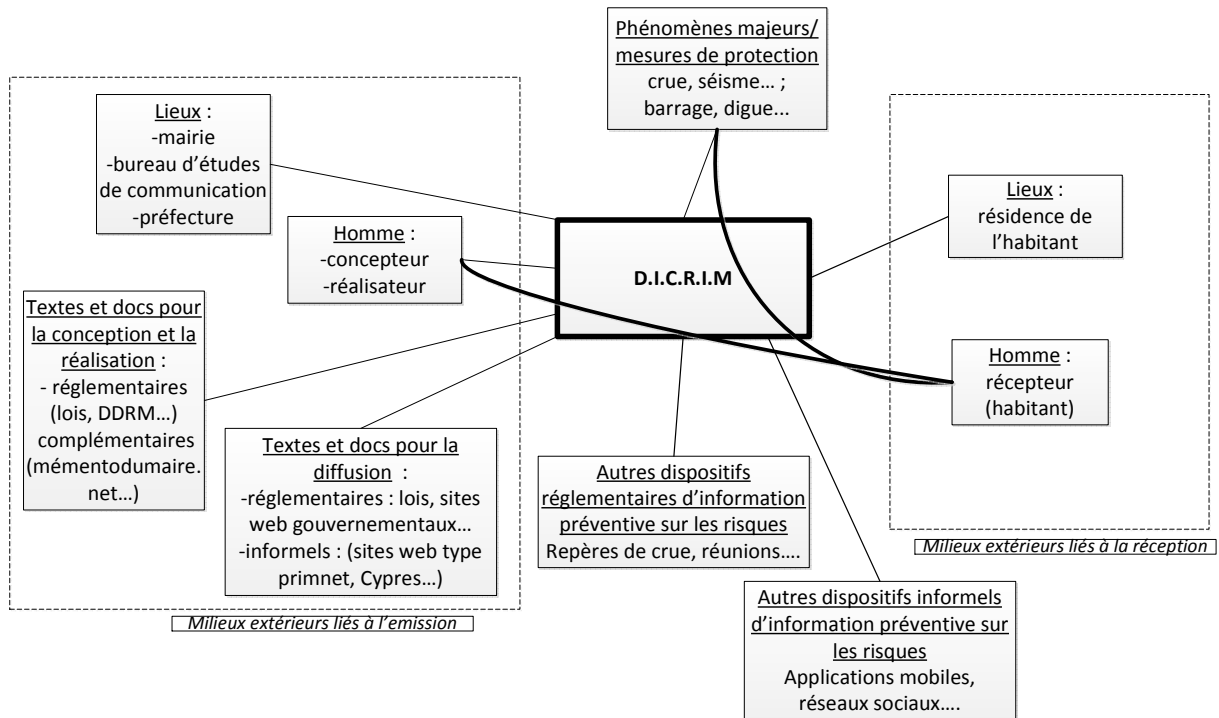 Phénomènes majeurs/
mesures de protection
crue, séisme… ;
barrage, digue...
Lieux :
-mairie
-bureau d’études
de communication
-préfecture
Homme :
-concepteur
-réalisateur
Textes et docs pour
la conception et la
réalisation :
- réglementaires
(lois, DDRM…)
complémentaires
(mémentodumaire.
net…)
Textes et docs pour la
diffusion :
-réglementaires : lois, sites
web gouvernementaux…
-informels : (sites web type
primnet, Cypres…)
Milieux extérieurs liés à l’emission
D.I.C.R.I.M
Lieux :
résidence de
l’habitant
Homme :
récepteur
(habitant)
Milieux extérieurs liés à la réception
Autres dispositifs
réglementaires d’information
préventive sur les risques
Repères de crue, réunions….
Autres dispositifs informels
d’information préventive sur
les risques
Applications mobiles,
réseaux sociaux….